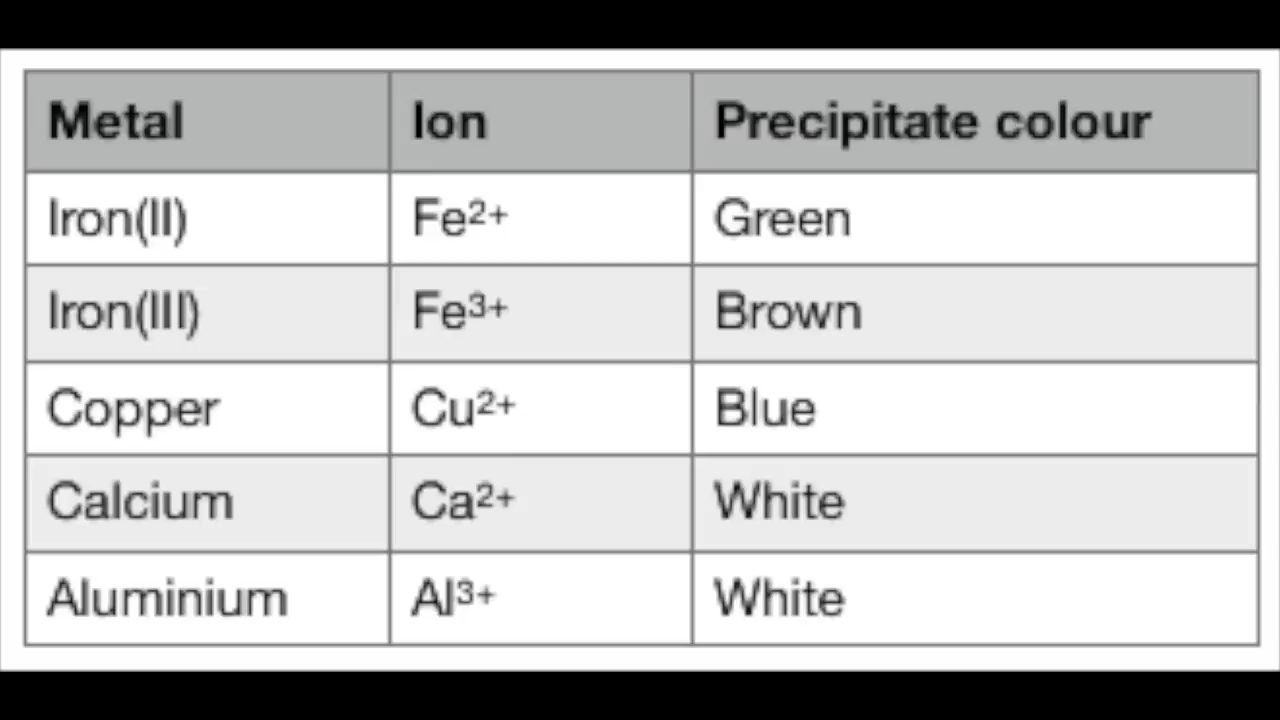 Metal Ion Precipitate colour
Iron(II) Fe²⁺ Green
Iron(III) Fe³⁺ Brown
Copper Cu²⁺ Blue
Calcium Ca²⁺ White
Aluminium Al³⁺ White